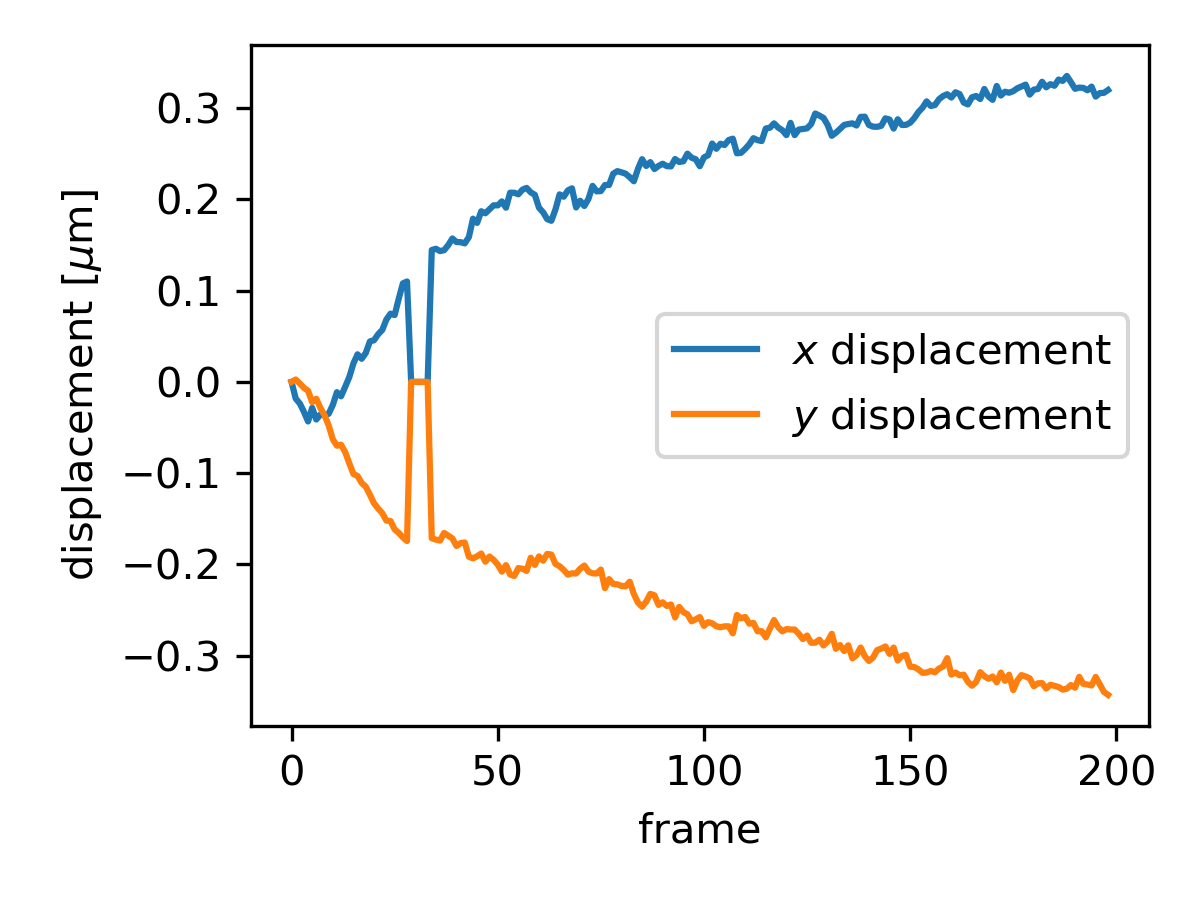 0.3
0.2
0.1
0.0
−0.1
−0.2
−0.3
displacement [μm]
x displacement
y displacement
0 50 100 150 200
frame